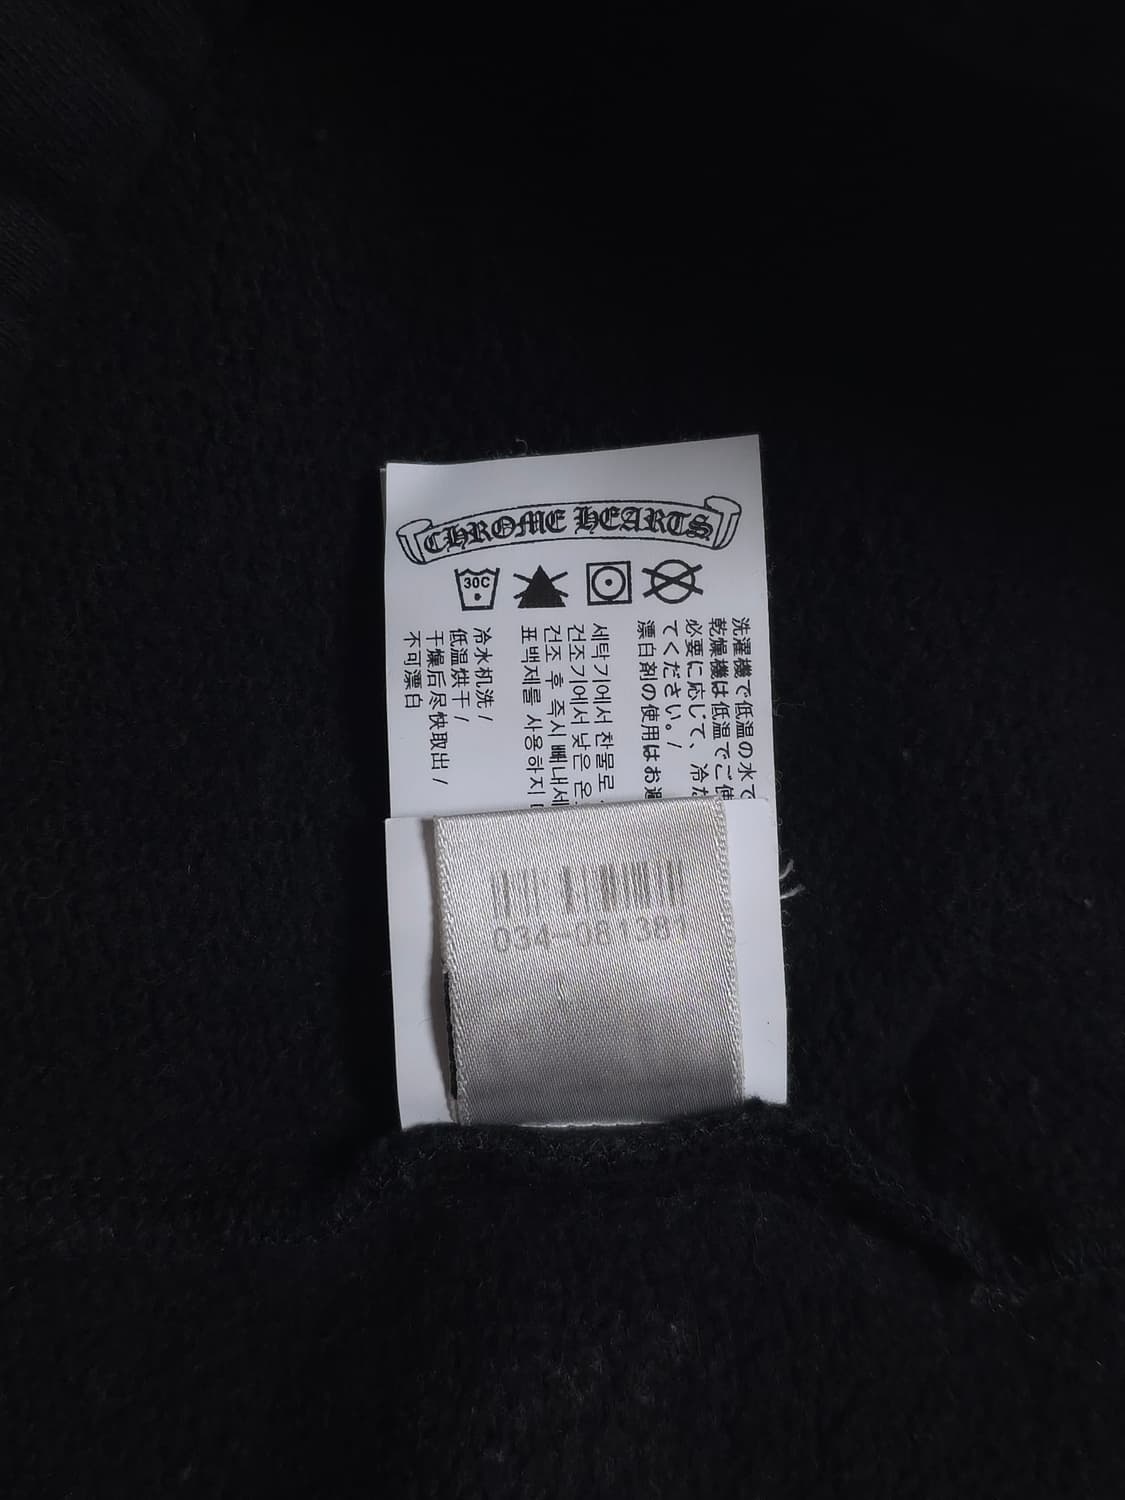 CHROME HEARTS
30C
洗濯機で低温の水で
乾燥機は低温でご使
必要に応じて、冷た
てください。/
漂白剤の使用はお避
세탁기에서 찬물로
건조기에서 낮은 온
건조 후 즉시 빼내세
표백제를 사용하지
冷水机洗/
低温烘干/
干燥后尽快取出/
不可漂白
034-081381